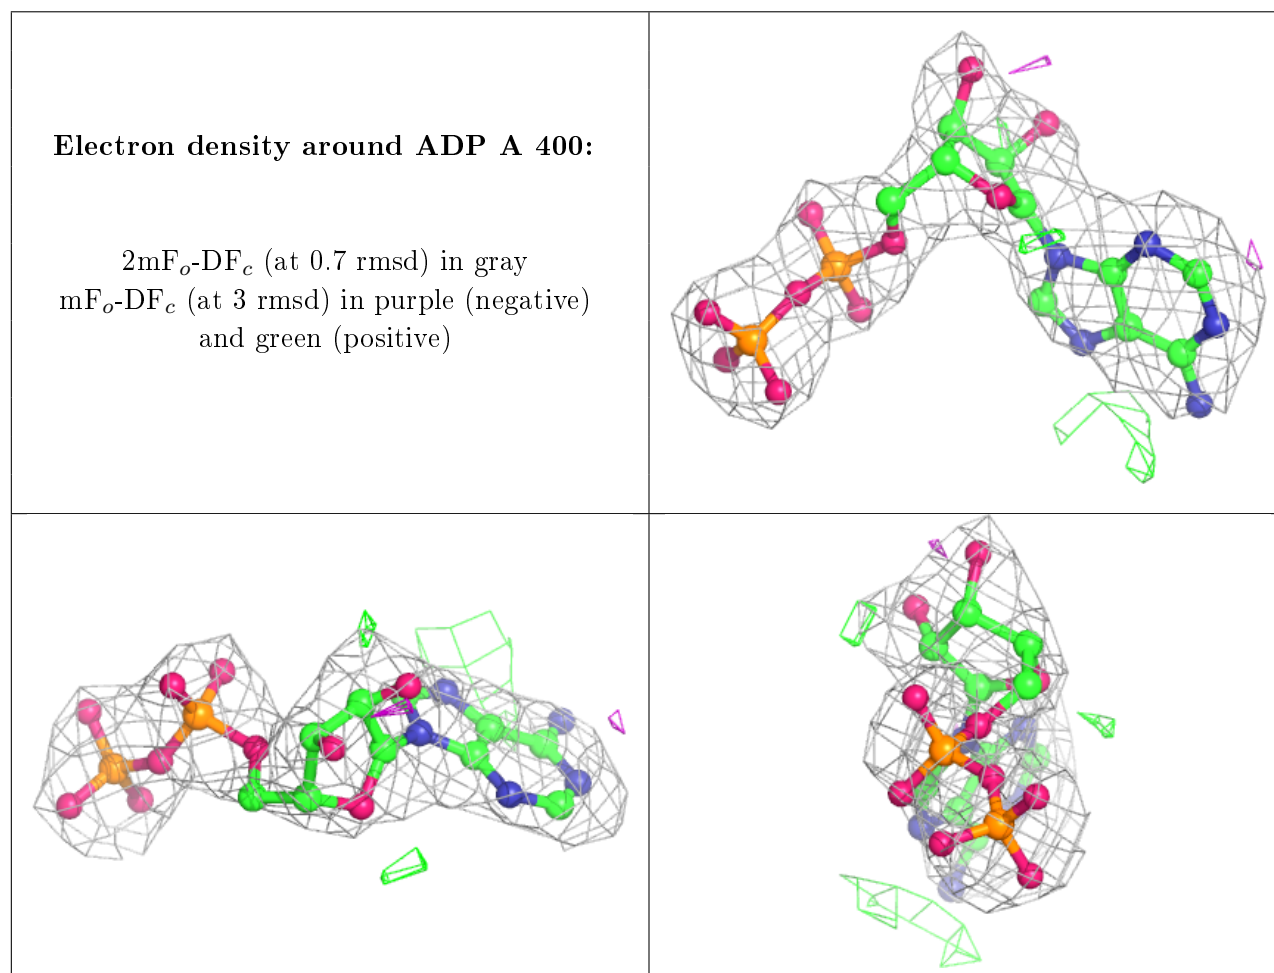 Electron density around ADP A 400:
2mFo-DFc (at 0.7 rmsd) in gray
mFo-DFc (at 3 rmsd) in purple (negative)
and green (positive)